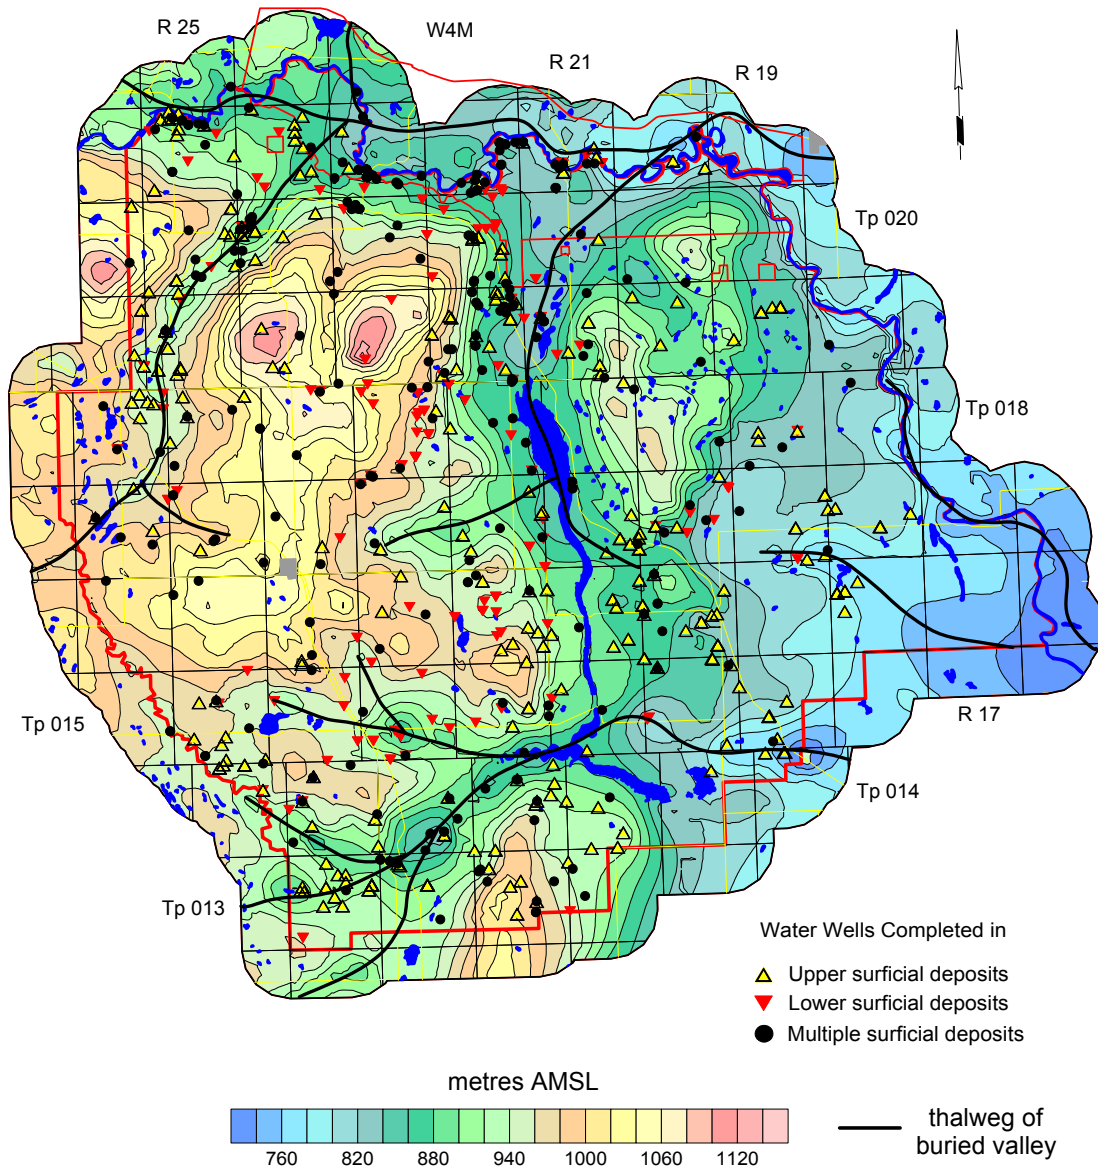 R 25
W4M
R 21
R 19
Tp 020
Tp 018
R 17
Tp 015
Tp 014
Tp 013
Water Wells Completed in
Upper surficial deposits
Lower surficial deposits
Multiple surficial deposits
metres AMSL
760 820 880 940 1000 1060 1120
thalweg of
buried valley